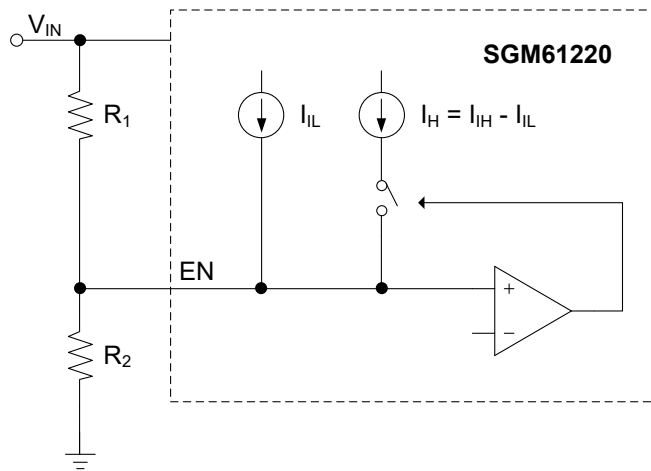 V_IN
SGM61220
R_1
I_IL
I_H = I_IH - I_IL
EN
+
−
R_2